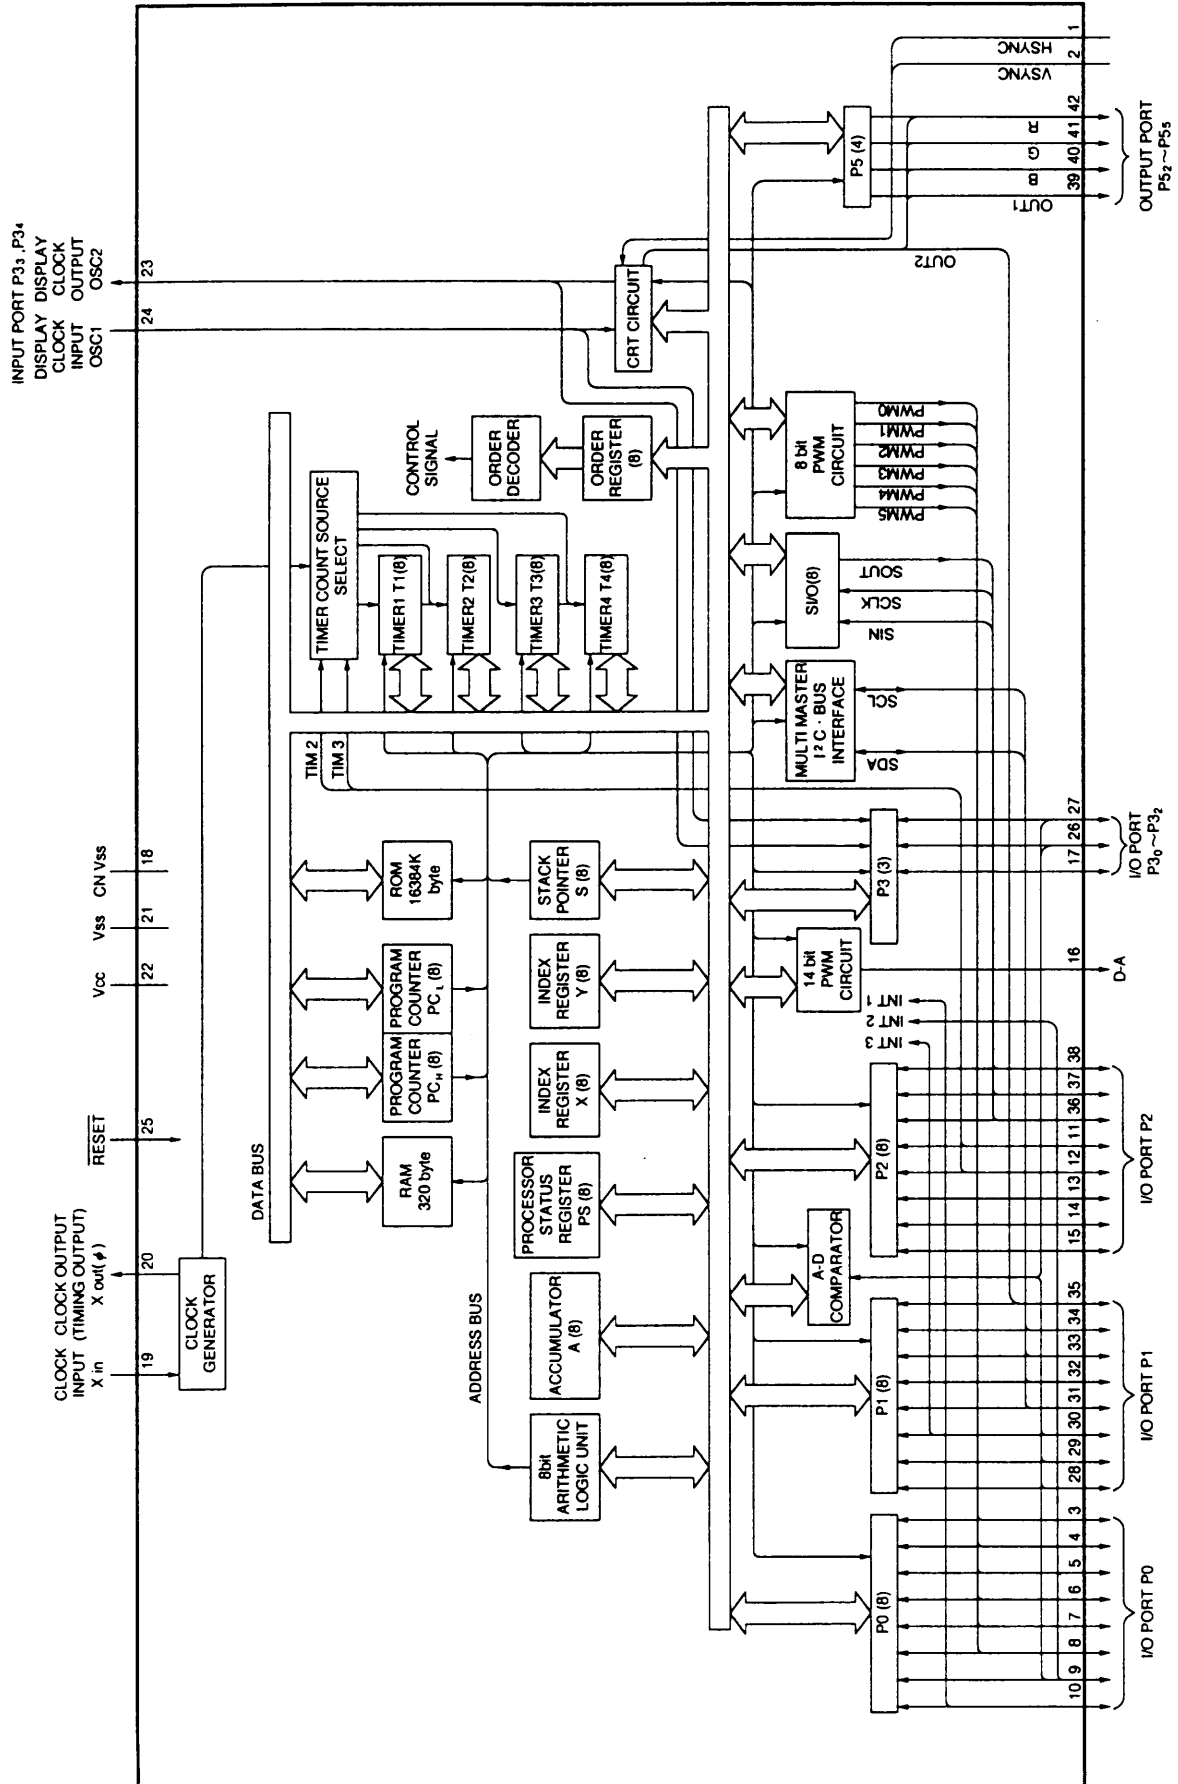 CLOCK CLOCK OUTPUT
INPUT (TIMING OUTPUT)
X in X out(ϕ)
19 20
RESET
25
Vcc
22
Vss
21
CN Vss
18
INPUT PORT P3₃ ,P3₄
DISPLAY DISPLAY
CLOCK CLOCK
INPUT OUTPUT
OSC1 OSC2
24 23
CLOCK
GENERATOR
DATA BUS
TIMER COUNT SOURCE
SELECT
TIM 2
TIM 3
CONTROL
SIGNAL
RAM
320 byte
PROGRAM
COUNTER
PC H (8)
PROGRAM
COUNTER
PC L (8)
ROM
16384K
byte
TIMER1 T1(8)
TIMER2 T2(8)
TIMER3 T3(8)
TIMER4 T4(8)
ORDER
DECODER
ORDER
REGISTER
(8)
ADDRESS BUS
8bit
ARITHMETIC
LOGIC UNIT
ACCUMULATOR
A (8)
PROCESSOR
STATUS
REGISTER
PS (8)
INDEX
REGISTER
X (8)
INDEX
REGISTER
Y (8)
STACK
POINTER
S (8)
CRT CIRCUIT
A-D
COMPARATOR
14 bit
PWM
CIRCUIT
MULTI MASTER
I²C · BUS
INTERFACE
SI/O(8)
8 bit
PWM
CIRCUIT
P0 (8)
P1 (8)
P2 (8)
P3 (3)
P5 (4)
INT 3
INT 2
INT 1
SDA
SCL
SIN
SCLK
SOUT
PWM5
PWM4
PWM3
PWM2
PWM1
PWM0
OUT2
OUT1
B
G
R
VSYNC
HSYNC
10 9 8 7 6 5 4 3
28 29 30 31 32 33 34 35
15 14 13 12 11 36 37 38
16
17 26 27
39 40 41 42
2 1
I/O PORT P0
I/O PORT P1
I/O PORT P2
D-A
I/O PORT
P3₀~P3₂
OUTPUT PORT
P5₂~P5₅